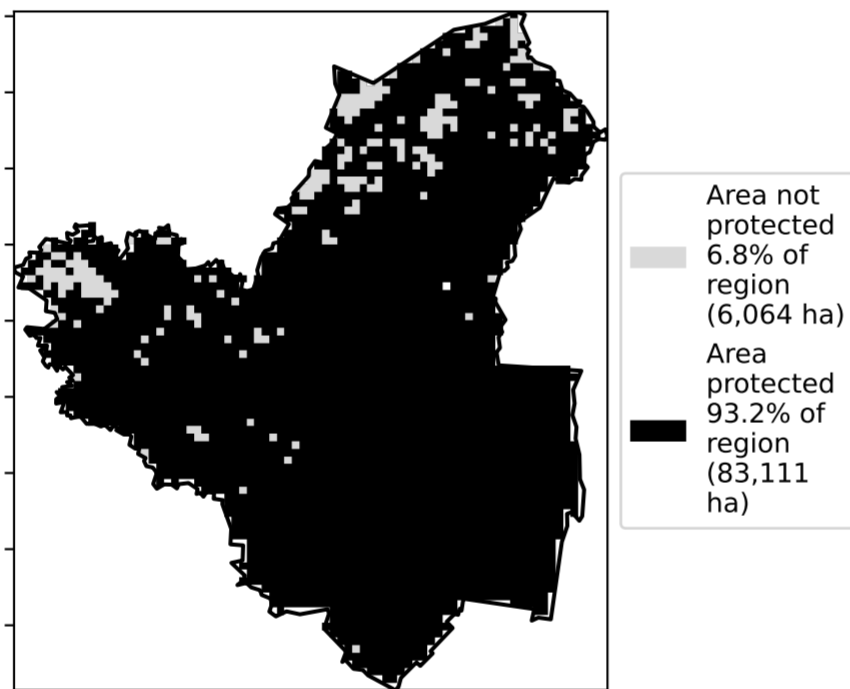 Area not
protected
6.8% of
region
(6,064 ha)
Area
protected
93.2% of
region
(83,111
ha)